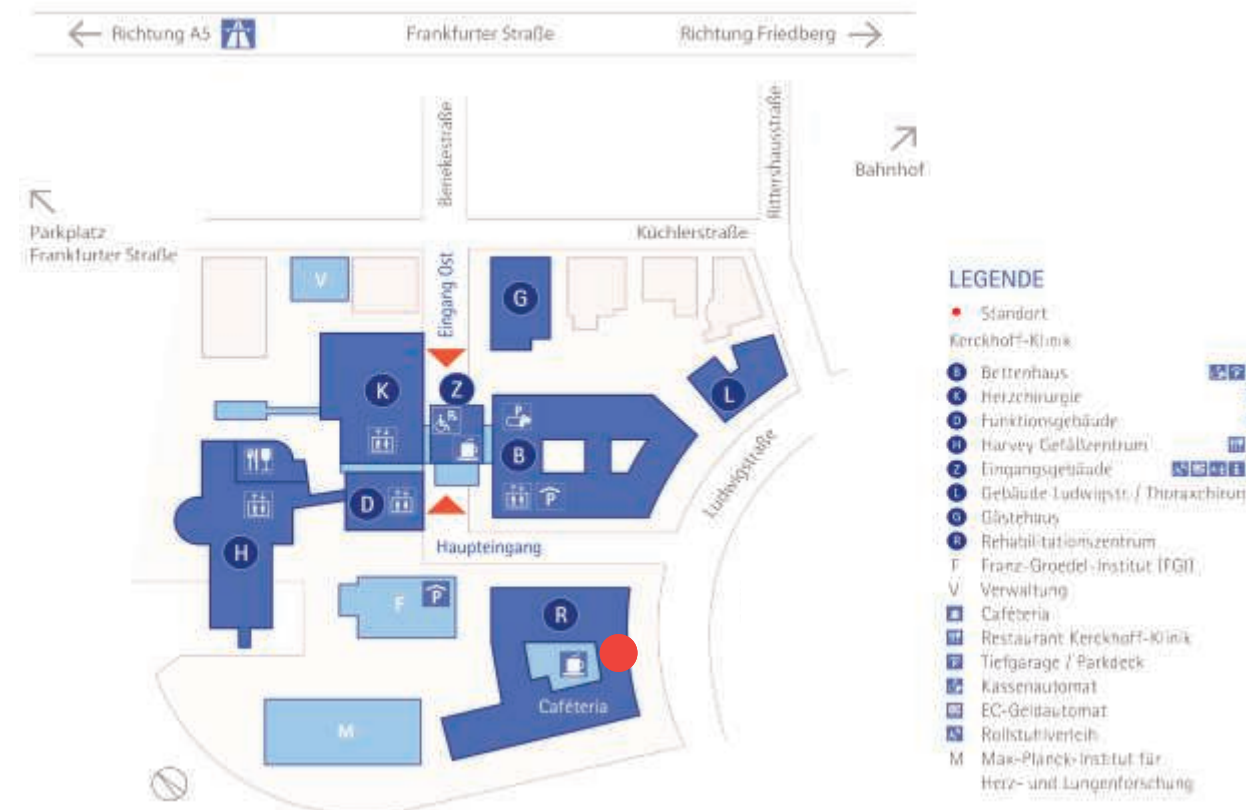 Richtung A5
Frankfurter Straße
Richtung Friedberg
Benekestraße
Rittershausstraße
Bahnhof
Parkplatz
Frankfurter Straße
Küchlerstraße
V
Eingang Ost
G
K
Z
L
P
B
P
D
H
Ludwigstraße
Haupteingang
F
P
R
Caféteria
M
LEGENDE
Standort
Kerckhoff-Klinik
B Bettenhaus
K Herzchirurgie
D Funktionsgebäude
H Harvey Gefäßzentrum
Z Eingangsgebäude
L Gebäude Ludwigstr. / Thoraxchirurg
G Gästehaus
R Rehabilitationszentrum
F Franz-Groedel-Institut (FGI)
V Verwaltung
Caféteria
Restaurant Kerckhoff-Klinik
P Tiefgarage / Parkdeck
Kassenautomat
EC-Geldautomat
Rollstuhlverleih
M Max-Planck-Institut für
Herz- und Lungenforschung